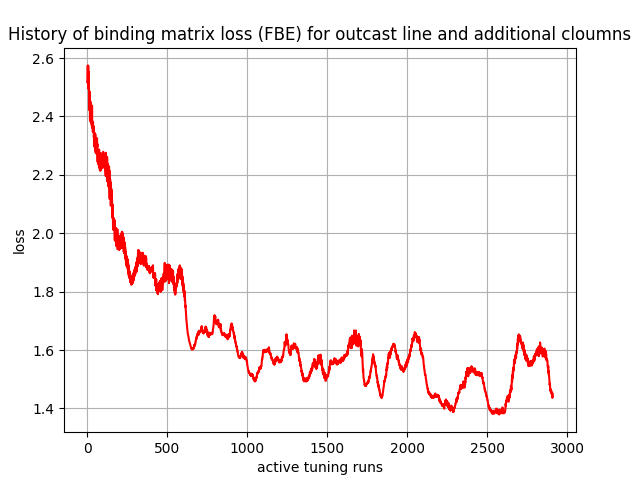 History of binding matrix loss (FBE) for outcast line and additional cloumns
2.6
2.4
2.2
2.0
1.8
1.6
1.4
loss
0 500 1000 1500 2000 2500 3000
active tuning runs